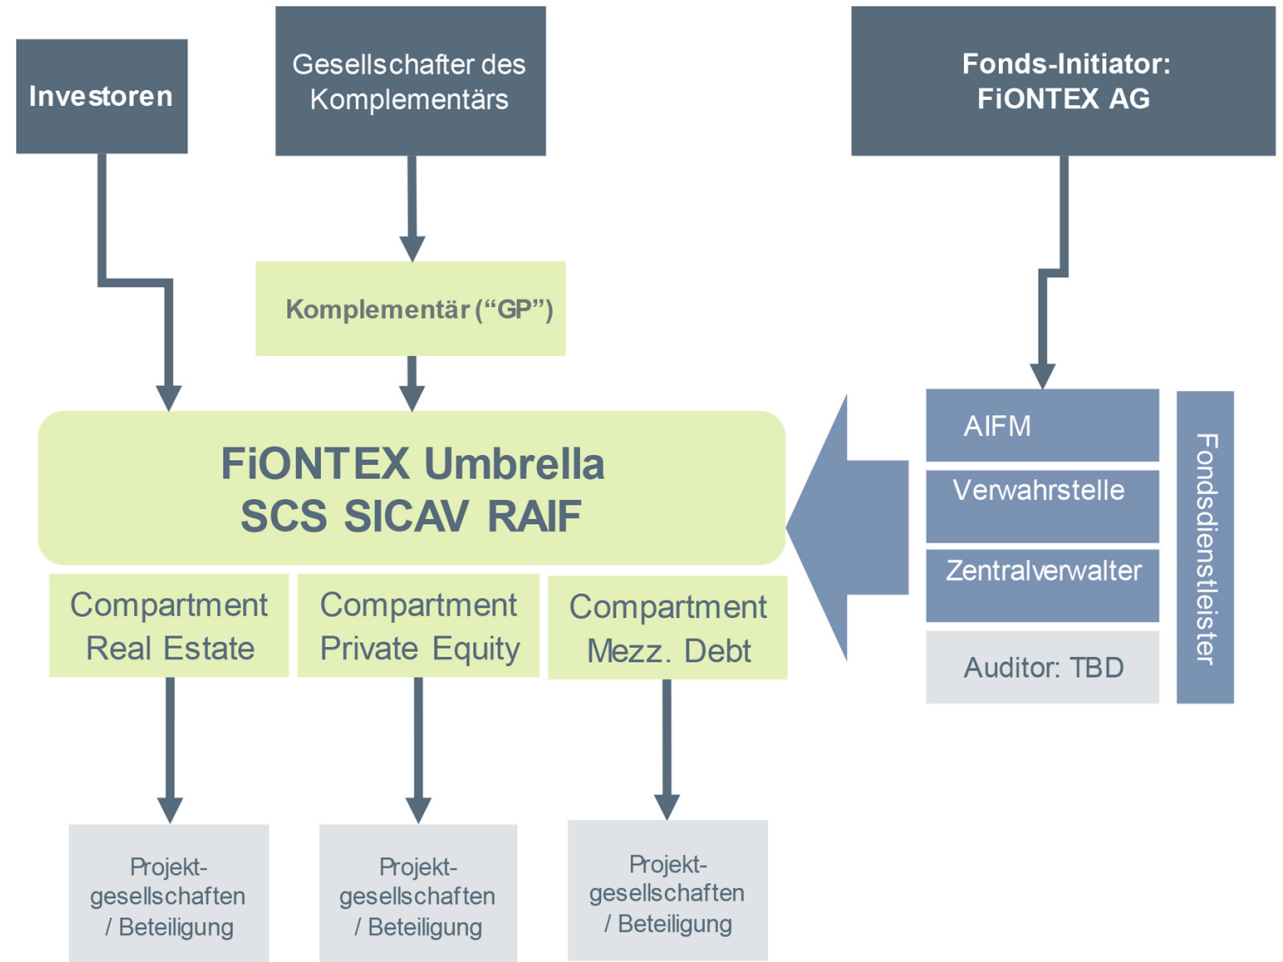 Investoren
Gesellschafter des
Komplementärs
Fonds-Initiator:
FiONTEX AG
Komplementär (“GP”)
FiONTEX Umbrella
SCS SICAV RAIF
AIFM
Verwahrstelle
Zentralverwalter
Auditor: TBD
Fondsdienstleister
Compartment
Real Estate
Compartment
Private Equity
Compartment
Mezz. Debt
Projekt-
gesellschaften
/ Beteiligung
Projekt-
gesellschaften
/ Beteiligung
Projekt-
gesellschaften
/ Beteiligung